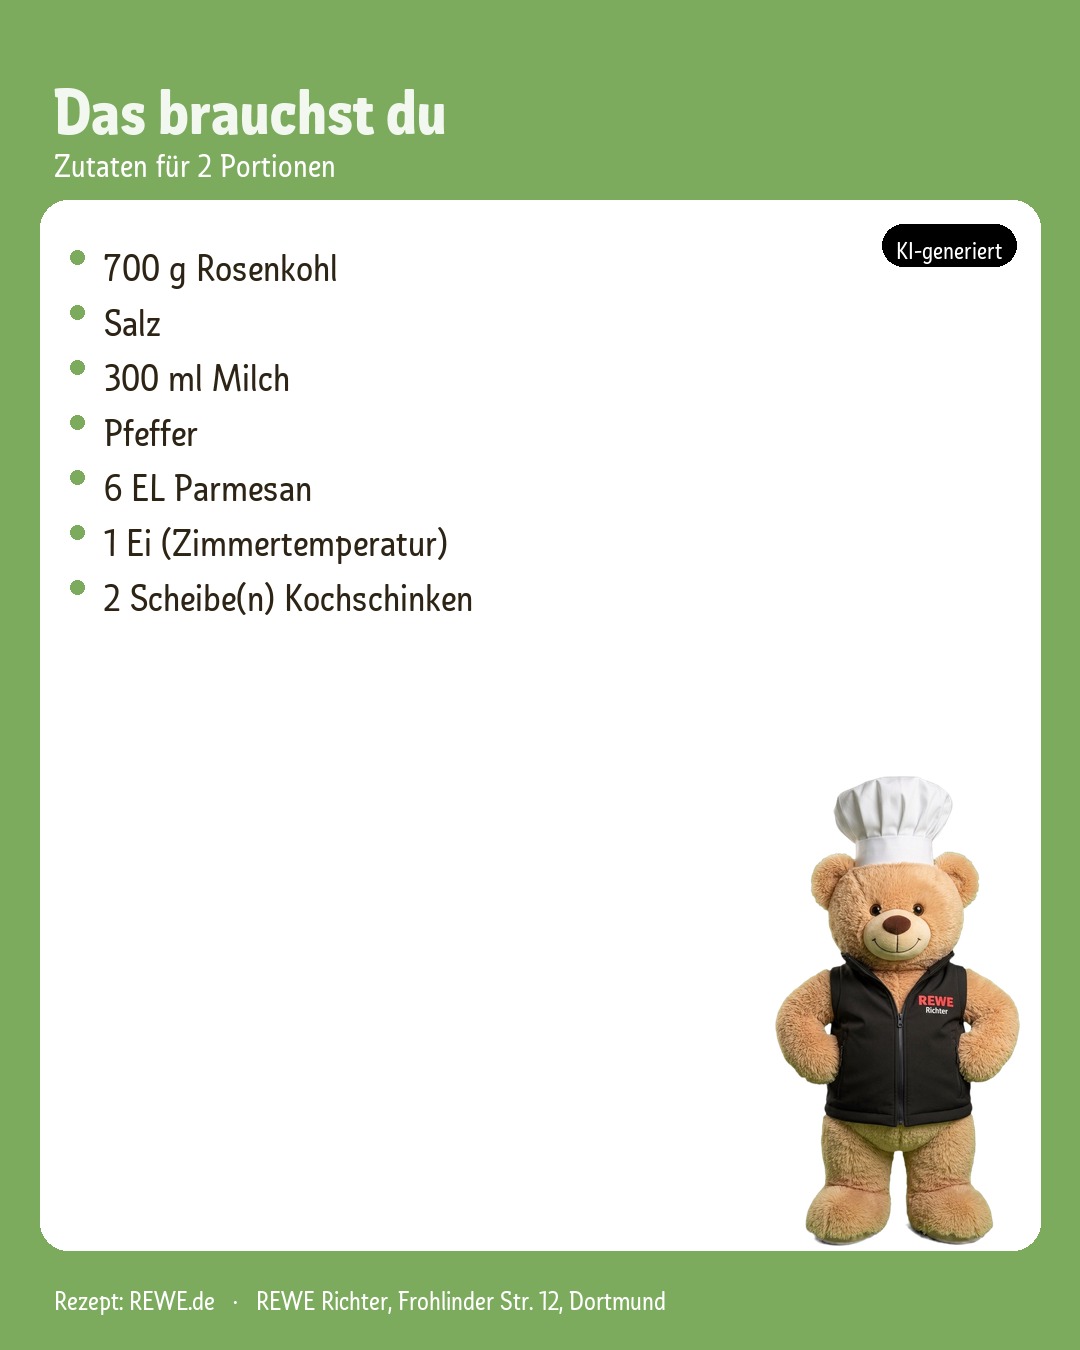 Das brauchst du
Zutaten für 2 Portionen
KI-generiert
700 g Rosenkohl
Salz
300 ml Milch
Pfeffer
6 EL Parmesan
1 Ei (Zimmertemperatur)
2 Scheibe(n) Kochschinken
REWE
Richter
Rezept: REWE.de · REWE Richter, Frohlinder Str. 12, Dortmund